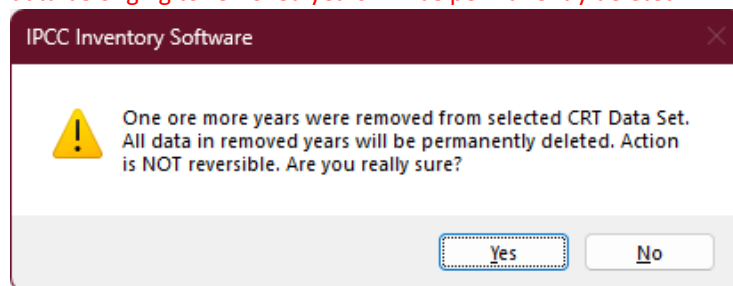 IPCC Inventory Software
One ore more years were removed from selected CRT Data Set.
All data in removed years will be permanently deleted. Action
is NOT reversible. Are you really sure?
Yes
No